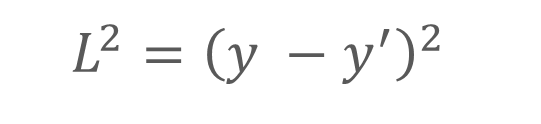 L² = (y − y′)²